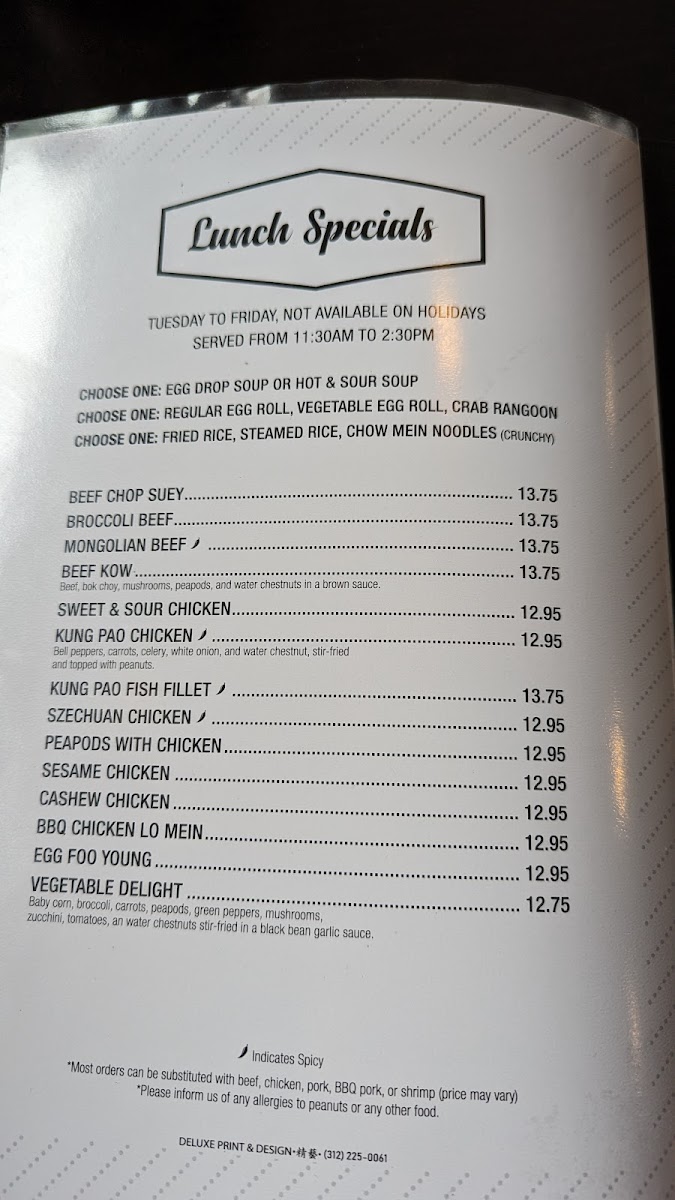 Lunch Specials
TUESDAY TO FRIDAY, NOT AVAILABLE ON HOLIDAYS
SERVED FROM 11:30AM TO 2:30PM
CHOOSE ONE: EGG DROP SOUP OR HOT & SOUR SOUP
CHOOSE ONE: REGULAR EGG ROLL, VEGETABLE EGG ROLL, CRAB RANGOON
CHOOSE ONE: FRIED RICE, STEAMED RICE, CHOW MEIN NOODLES (CRUNCHY)
BEEF CHOP SUEY 13.75
BROCCOLI BEEF 13.75
MONGOLIAN BEEF 13.75
BEEF KOW 13.75
Beef, bok choy, mushrooms, peapods, and water chestnuts in a brown sauce.
SWEET & SOUR CHICKEN 12.95
KUNG PAO CHICKEN 12.95
Bell peppers, carrots, celery, white onion, and water chestnut, stir-fried
and topped with peanuts.
KUNG PAO FISH FILLET 13.75
SZECHUAN CHICKEN 12.95
PEAPODS WITH CHICKEN 12.95
SESAME CHICKEN 12.95
CASHEW CHICKEN 12.95
BBQ CHICKEN LO MEIN 12.95
EGG FOO YOUNG 12.95
VEGETABLE DELIGHT 12.75
Baby corn, broccoli, carrots, peapods, green peppers, mushrooms,
zucchini, tomatoes, an water chestnuts stir-fried in a black bean garlic sauce.
Indicates Spicy
*Most orders can be substituted with beef, chicken, pork, BBQ pork, or shrimp (price may vary)
*Please inform us of any allergies to peanuts or any other food.
DELUXE PRINT & DESIGN•精藝• (312) 225-0061